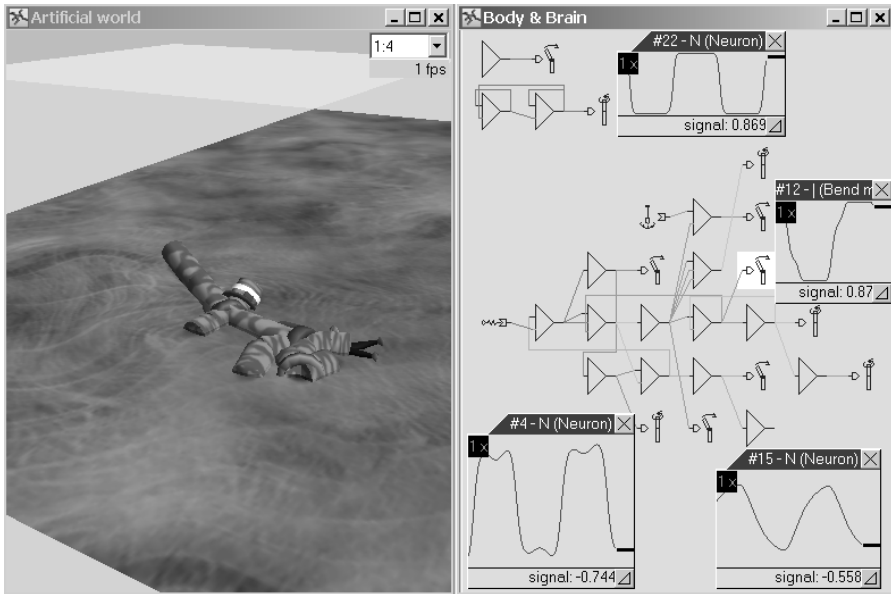 Artificial world
1:4
1 fps
Body & Brain
#22 - N (Neuron)
1 x
signal: 0.869
#12 - | (Bend m
1 x
signal: 0.87
#4 - N (Neuron)
1 x
signal: -0.744
#15 - N (Neuron)
1 x
signal: -0.558